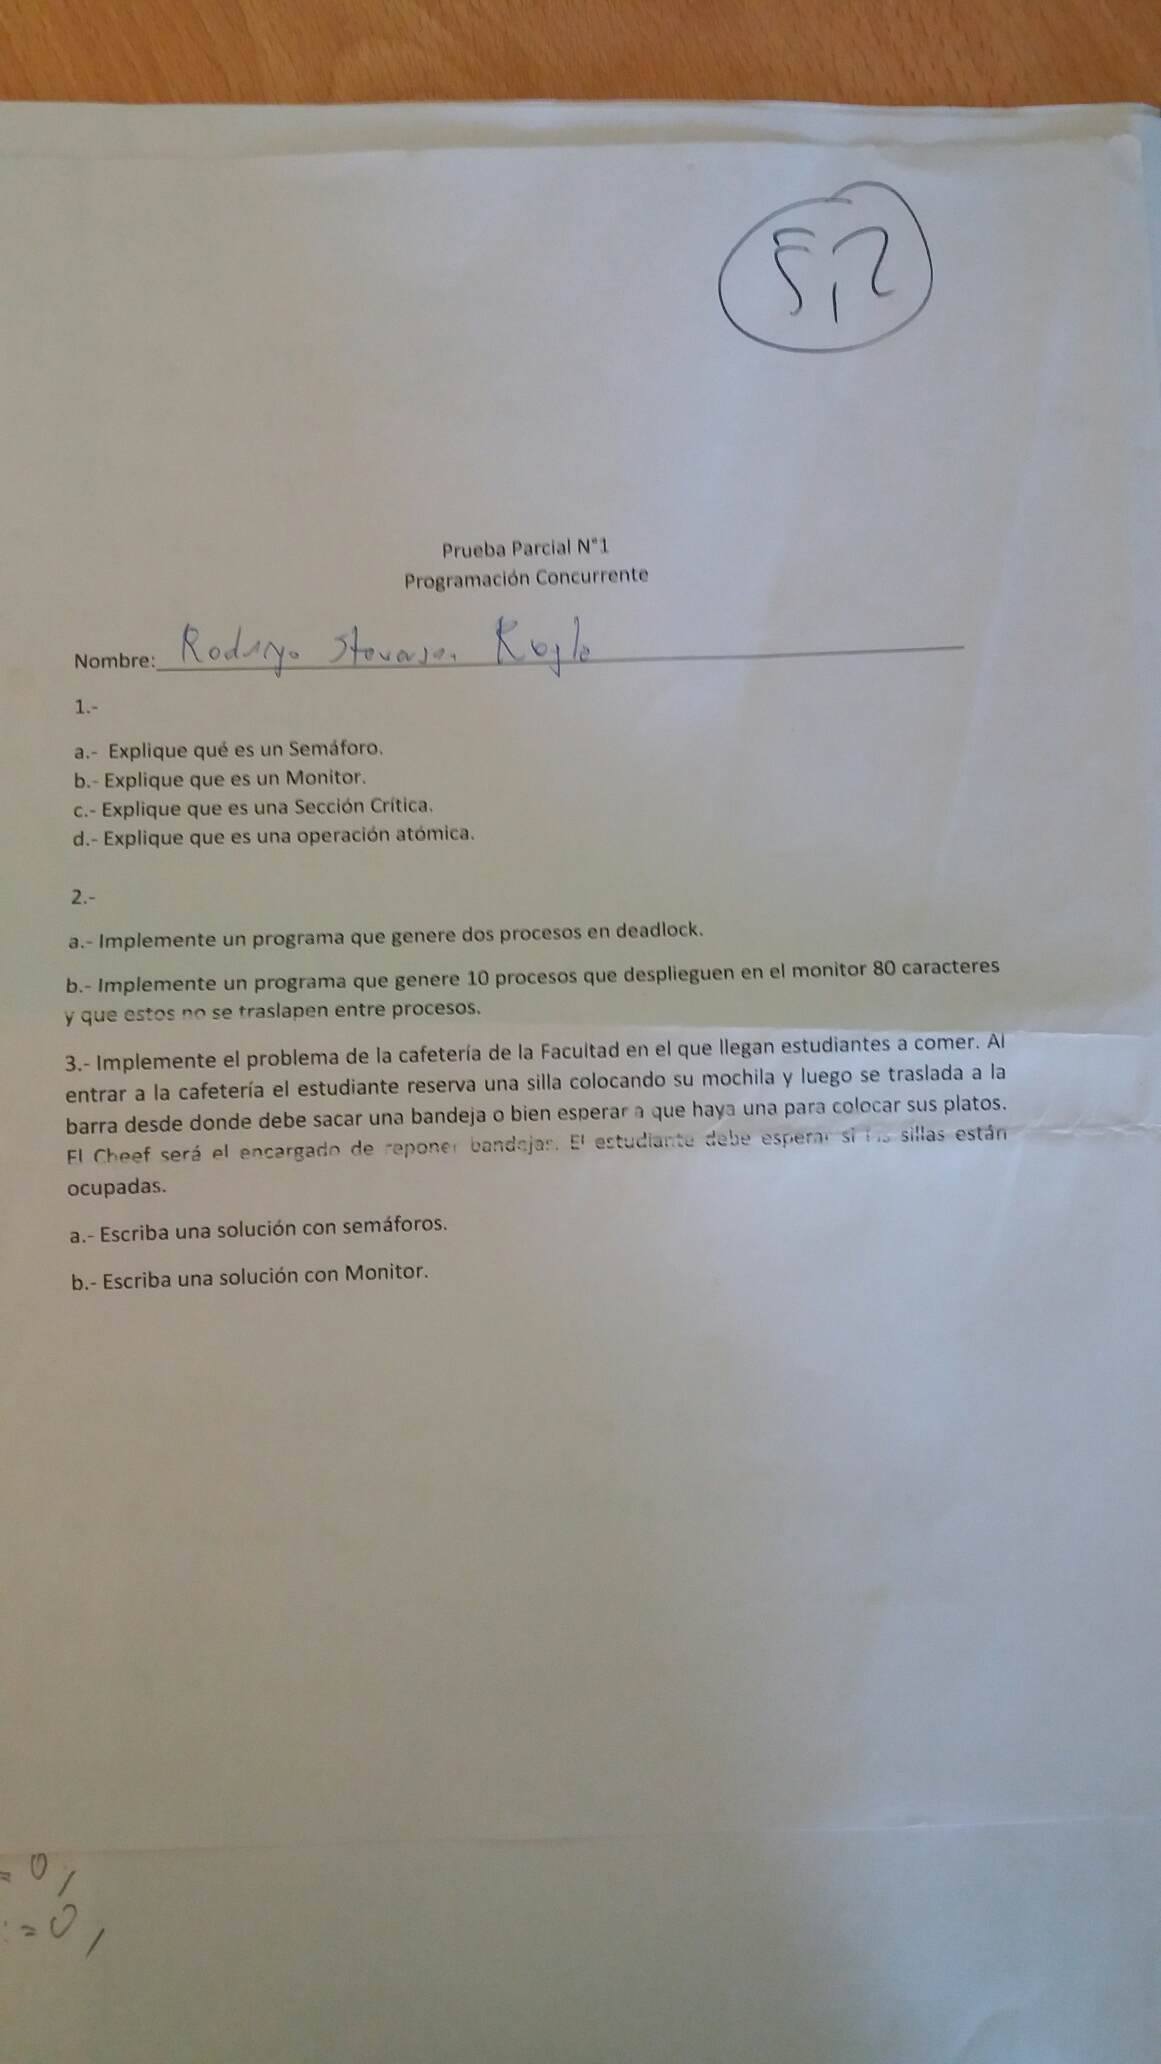 5,2
Prueba Parcial N°1
Programación Concurrente
Nombre: Rodrigo
1.-
a.- Explique qué es un Semáforo.
b.- Explique que es un Monitor.
c.- Explique que es una Sección Crítica.
d.- Explique que es una operación atómica.
2.-
a.- Implemente un programa que genere dos procesos en deadlock.
b.- Implemente un programa que genere 10 procesos que desplieguen en el monitor 80 caracteres
y que estos no se traslapen entre procesos.
3.- Implemente el problema de la cafetería de la Facultad en el que llegan estudiantes a comer. Al
entrar a la cafetería el estudiante reserva una silla colocando su mochila y luego se traslada a la
barra desde donde debe sacar una bandeja o bien esperar a que haya una para colocar sus platos.
El Cheef será el encargado de reponer bandejas. El estudiante debe esperar si las sillas están
ocupadas.
a.- Escriba una solución con semáforos.
b.- Escriba una solución con Monitor.
= 0,
:= 0,